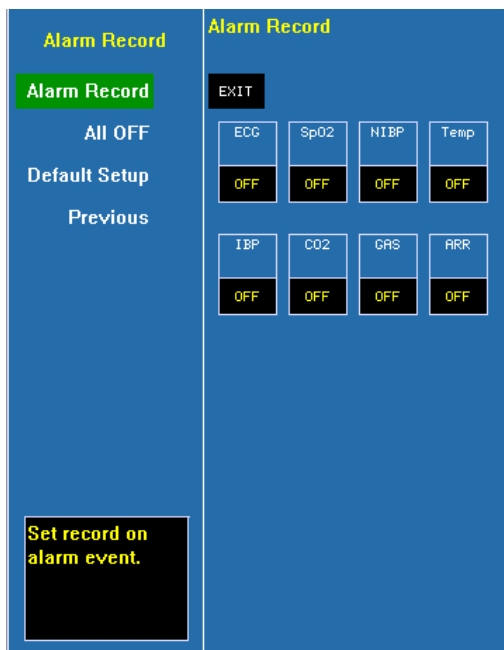 Alarm Record
Alarm Record
All OFF
Default Setup
Previous
Set record on
alarm event.
Alarm Record
EXIT
ECG SpO2 NIBP Temp
OFF OFF OFF OFF
IBP CO2 GAS ARR
OFF OFF OFF OFF